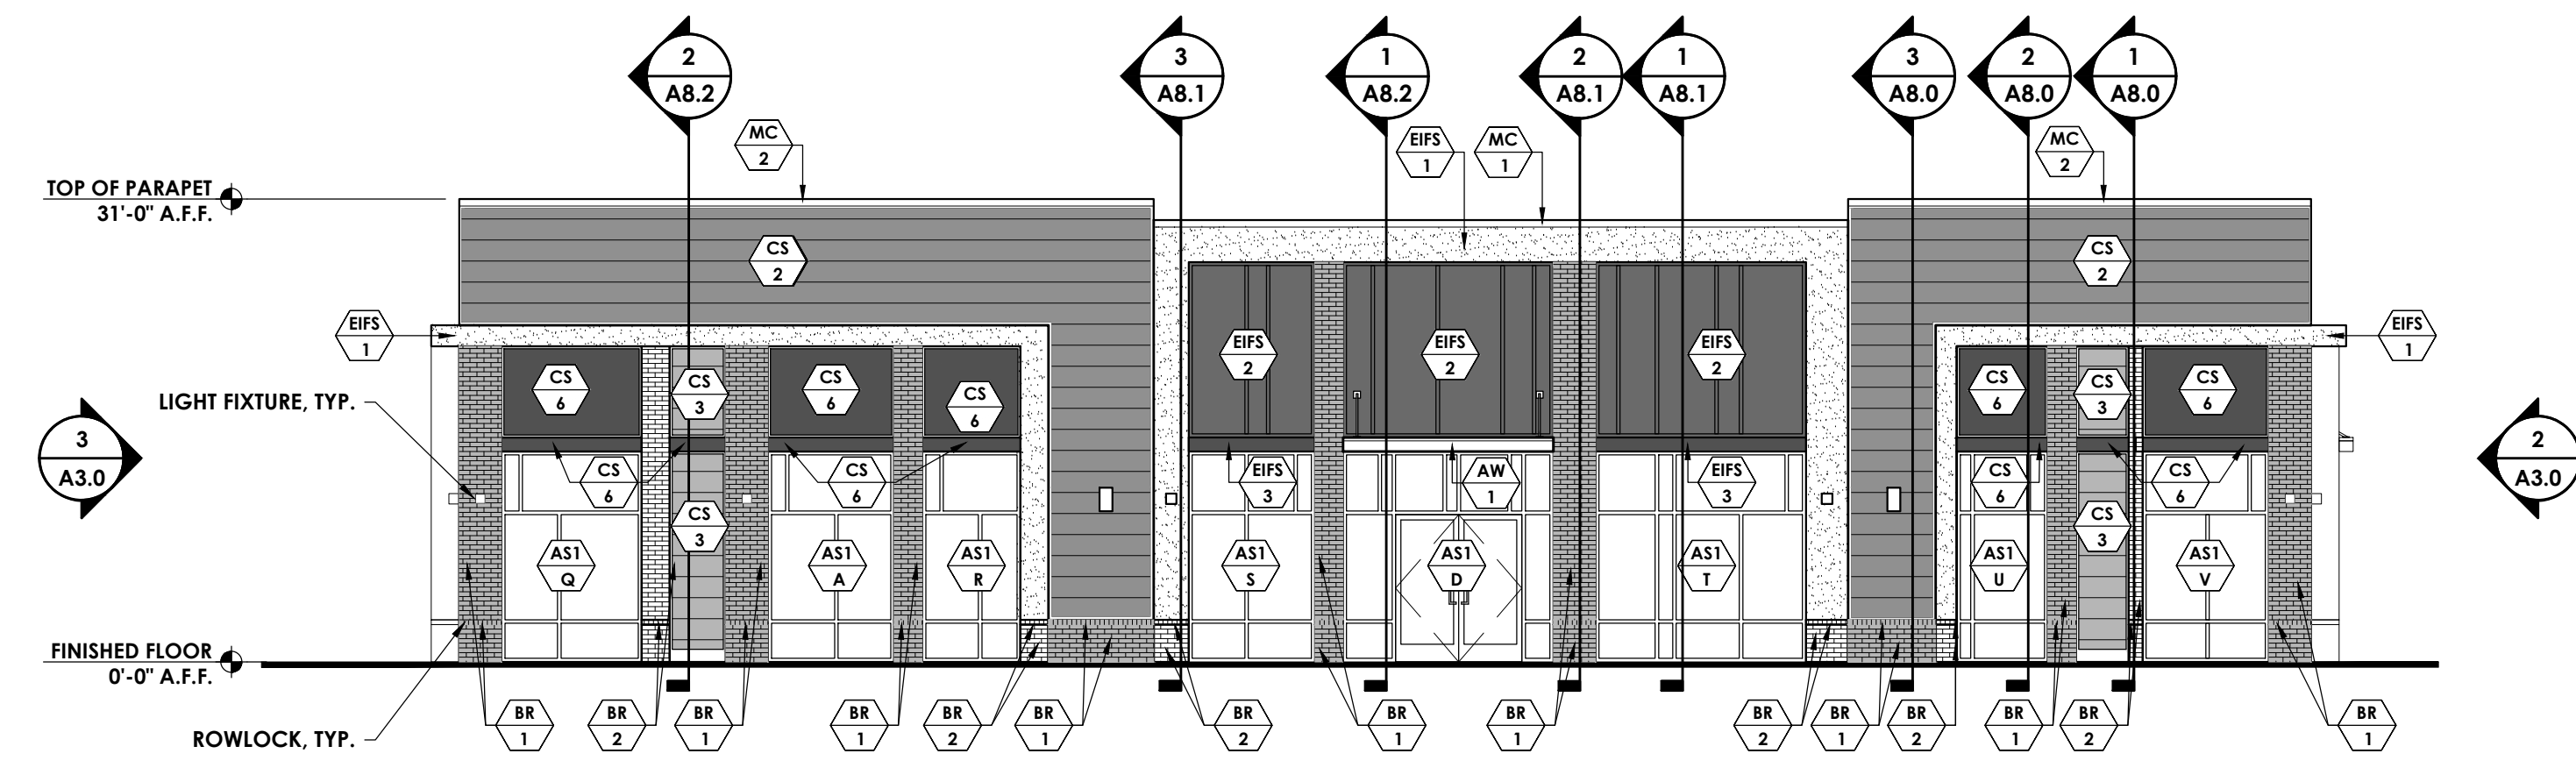 2
A8.2
3
A8.1
1
A8.2
2
A8.1
1
A8.1
3
A8.0
2
A8.0
1
A8.0
MC
2
EIFS
1
MC
1
MC
2
TOP OF PARAPET
31'-0" A.F.F.
CS
2
CS
2
EIFS
1
EIFS
1
EIFS
2
EIFS
2
EIFS
2
CS
6
CS
3
CS
6
CS
6
CS
6
CS
3
CS
6
LIGHT FIXTURE, TYP.
3
A3.0
2
A3.0
CS
6
CS
6
EIFS
3
AW
1
EIFS
3
CS
6
CS
6
CS
3
CS
3
AS1
Q
AS1
A
AS1
R
AS1
S
AS1
D
AS1
T
AS1
U
AS1
V
FINISHED FLOOR
0'-0" A.F.F.
ROWLOCK, TYP.
BR
1
BR
2
BR
1
BR
1
BR
2
BR
1
BR
2
BR
1
BR
1
BR
2
BR
1
BR
2
BR
1
BR
2
BR
1